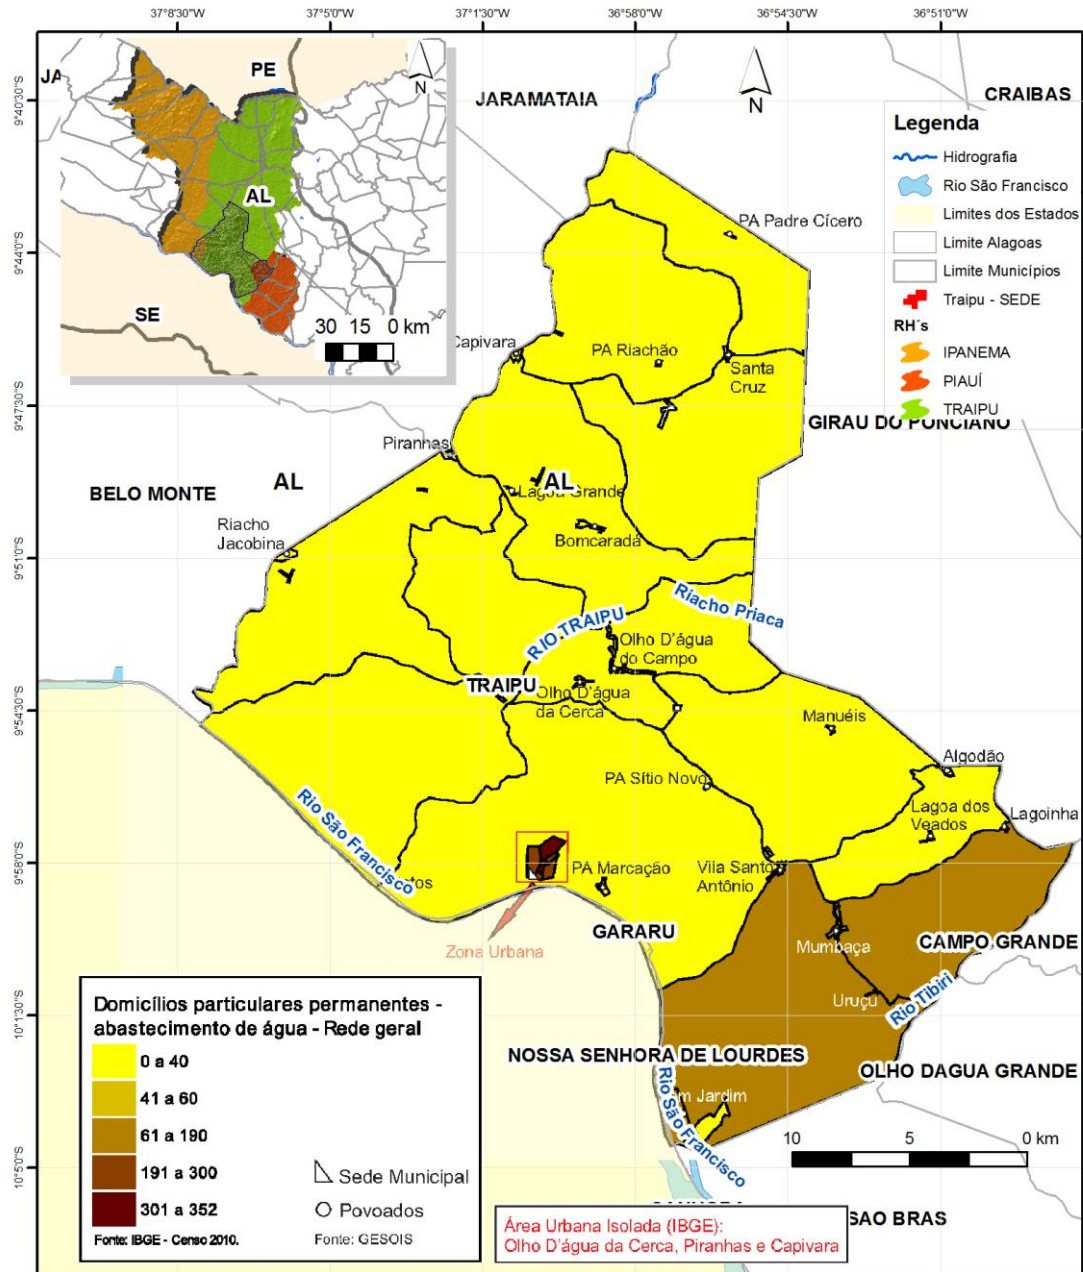 37°8'30"W 37°5'0"W 37°1'30"W 36°58'0"W 36°54'30"W 36°51'0"W
9°40'30"S
9°44'0"S
9°47'30"S
9°51'0"S
9°54'30"S
9°58'0"S
10°1'30"S
10°5'0"S
JA
PE
AL
SE
N
30 15 0 km
N
JARAMATAIA
CRAIBAS
Legenda
Hidrografia
Rio São Francisco
Limites dos Estados
Limite Alagoas
Limite Municípios
Traipu - SEDE
RH´s
IPANEMA
PIAUÍ
TRAIPU
PA Padre Cícero
Capivara
PA Riachão
Santa
Cruz
GIRAU DO PONCIANO
Piranhas
BELO MONTE
AL
Lagoa Grande
AL
Riacho
Jacobina
Bomcaradá
Riacho Priaca
RIO TRAIPU
Olho D'água
do Campo
TRAIPU
Olho D'água
da Cerca
Manuéis
Algodão
PA Sítio Novo
Rio São Francisco
Lagoa dos
Veados
Lagoinha
tos
PA Marcação
Vila Santo
Antônio
GARARU
Zona Urbana
Mumbaça
CAMPO GRANDE
Uruçu
Rio Tibiri
NOSSA SENHORA DE LOURDES
OLHO DAGUA GRANDE
m Jardim
Rio São Francisco
10 5 0 km
SAO BRAS
Domicílios particulares permanentes -
abastecimento de água - Rede geral
0 a 40
41 a 60
61 a 190
191 a 300
301 a 352
Sede Municipal
Povoados
Fonte: IBGE - Censo 2010.
Fonte: GESOIS
Área Urbana Isolada (IBGE):
Olho D'água da Cerca, Piranhas e Capivara